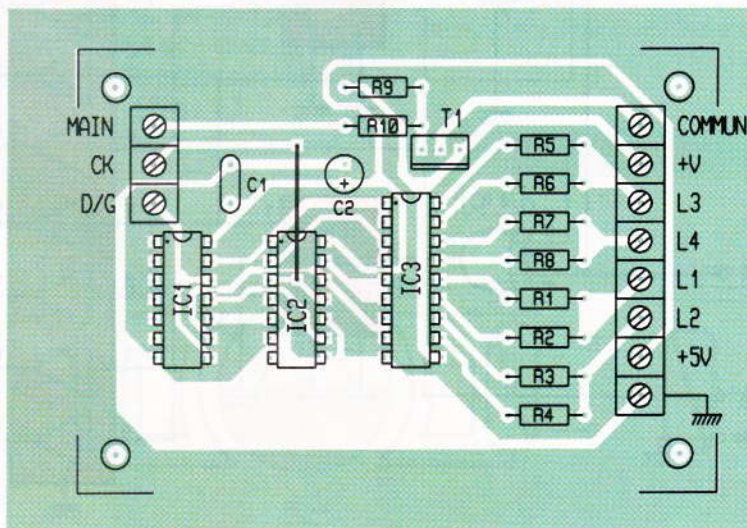 R9
MAIN
R10
T1
COMMUN
CK
R5
+V
C1
+
C2
R6
D/G
L3
R7
L4
IC1
IC2
IC3
R8
L1
R1
R2
L2
R3
+5V
R4